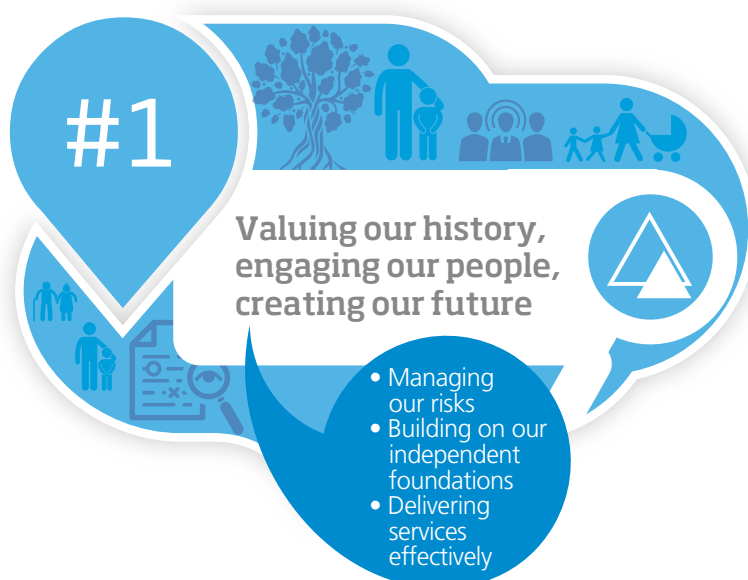 #1
Valuing our history,
engaging our people,
creating our future
• Managing
our risks
• Building on our
independent
foundations
• Delivering
services
effectively